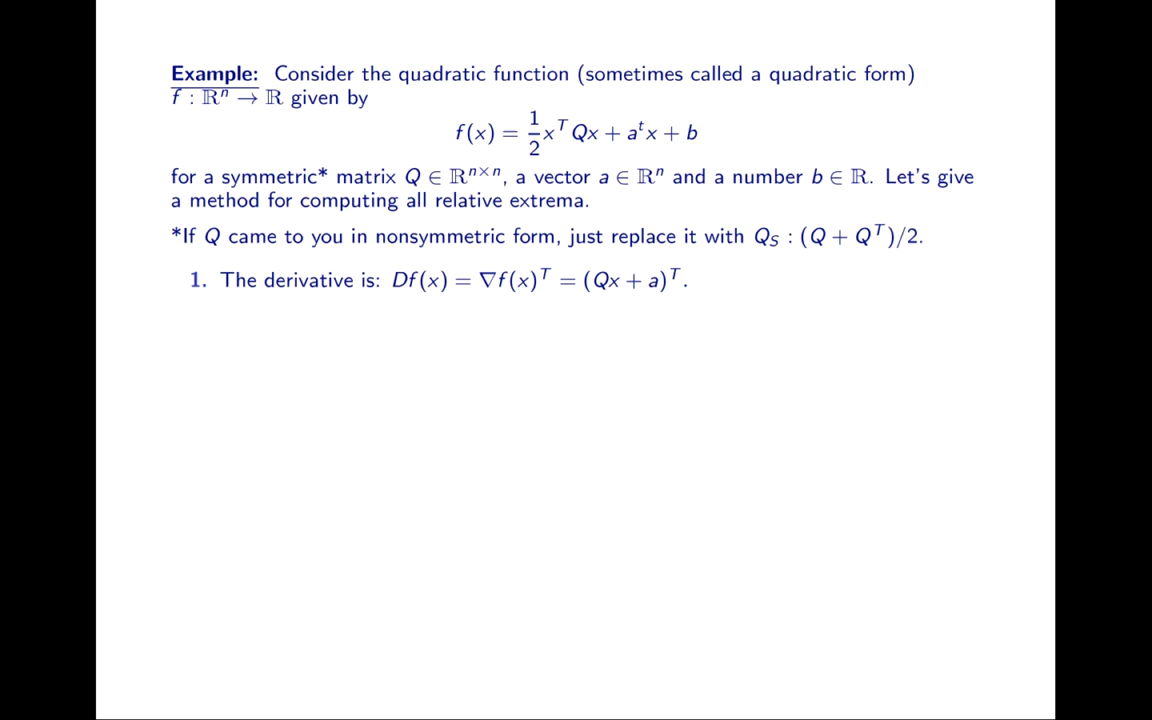 Example: Consider the quadratic function (sometimes called a quadratic form)
f : ℝⁿ → ℝ given by
f(x) = 1/2 xᵀQx + aᵗx + b
for a symmetric* matrix Q ∈ ℝⁿˣⁿ, a vector a ∈ ℝⁿ and a number b ∈ ℝ. Let's give
a method for computing all relative extrema.
*If Q came to you in nonsymmetric form, just replace it with Q_S : (Q + Qᵀ)/2.
1. The derivative is: Df(x) = ∇f(x)ᵀ = (Qx + a)ᵀ.